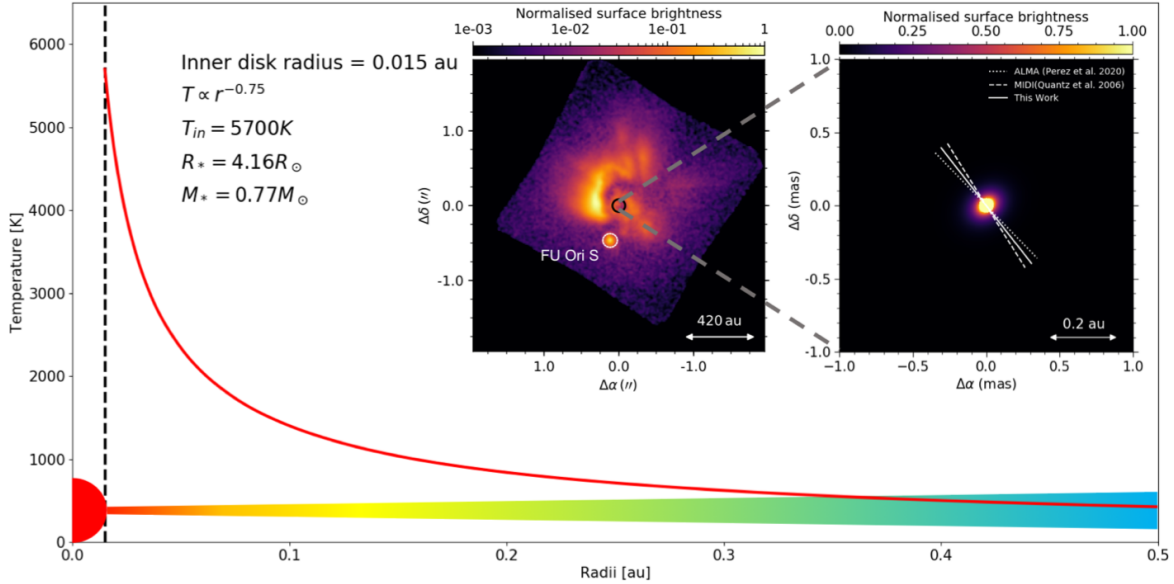 Normalised surface brightness
1e-03 1e-02 1e-01 1
Normalised surface brightness
0.00 0.25 0.50 0.75 1.00
6000
5000
4000
3000
2000
1000
0
Temperature [K]
Inner disk radius = 0.015 au
T ∝ r^{-0.75}
T_{in} = 5700K
R_* = 4.16R_⊙
M_* = 0.77M_⊙
1.0
0.0
-1.0
Δδ (″)
FU Ori S
420 au
1.0 0.0 -1.0
Δα (″)
1.0
0.5
0.0
-0.5
-1.0
Δδ (mas)
ALMA (Perez et al. 2020)
MIDI(Quantz et al. 2006)
This Work
0.2 au
-1.0 -0.5 0.0 0.5 1.0
Δα (mas)
0.0 0.1 0.2 0.3 0.4 0.5
Radii [au]